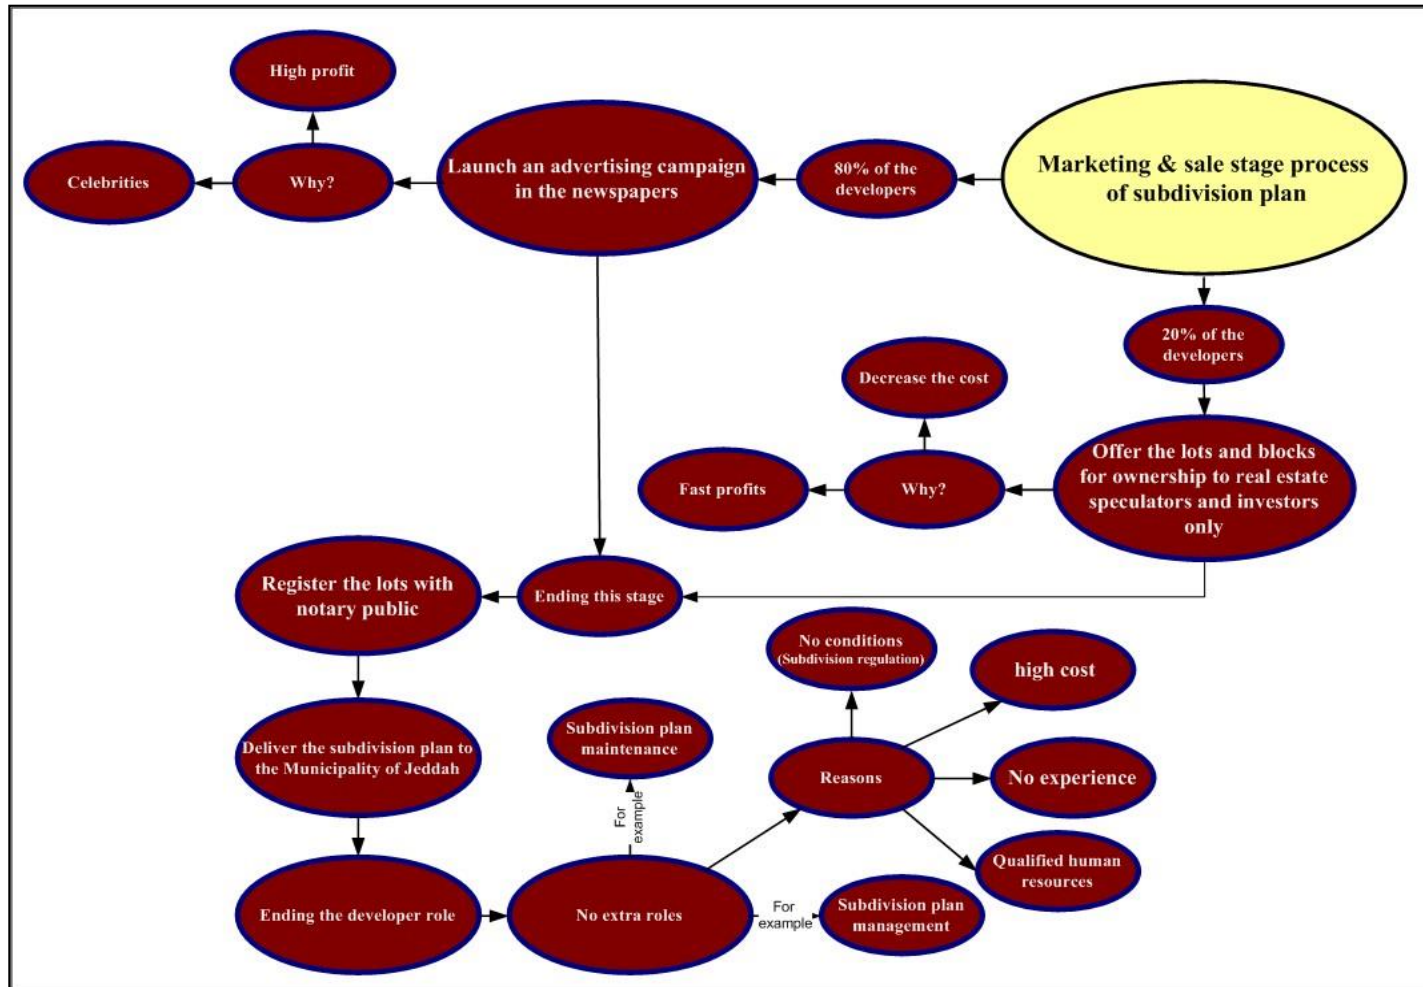 High profit
Celebrities
Why?
Launch an advertising campaign
in the newspapers
80% of the
developers
Marketing & sale stage process
of subdivision plan
20% of the
developers
Decrease the cost
Fast profits
Why?
Offer the lots and blocks
for ownership to real estate
speculators and investors
only
Register the lots with
notary public
Ending this stage
No conditions
(Subdivision regulation)
high cost
Deliver the subdivision plan to
the Municipality of Jeddah
Subdivision plan
maintenance
Reasons
No experience
For
example
Qualified human
resources
Ending the developer role
No extra roles
For
example
Subdivision plan
management